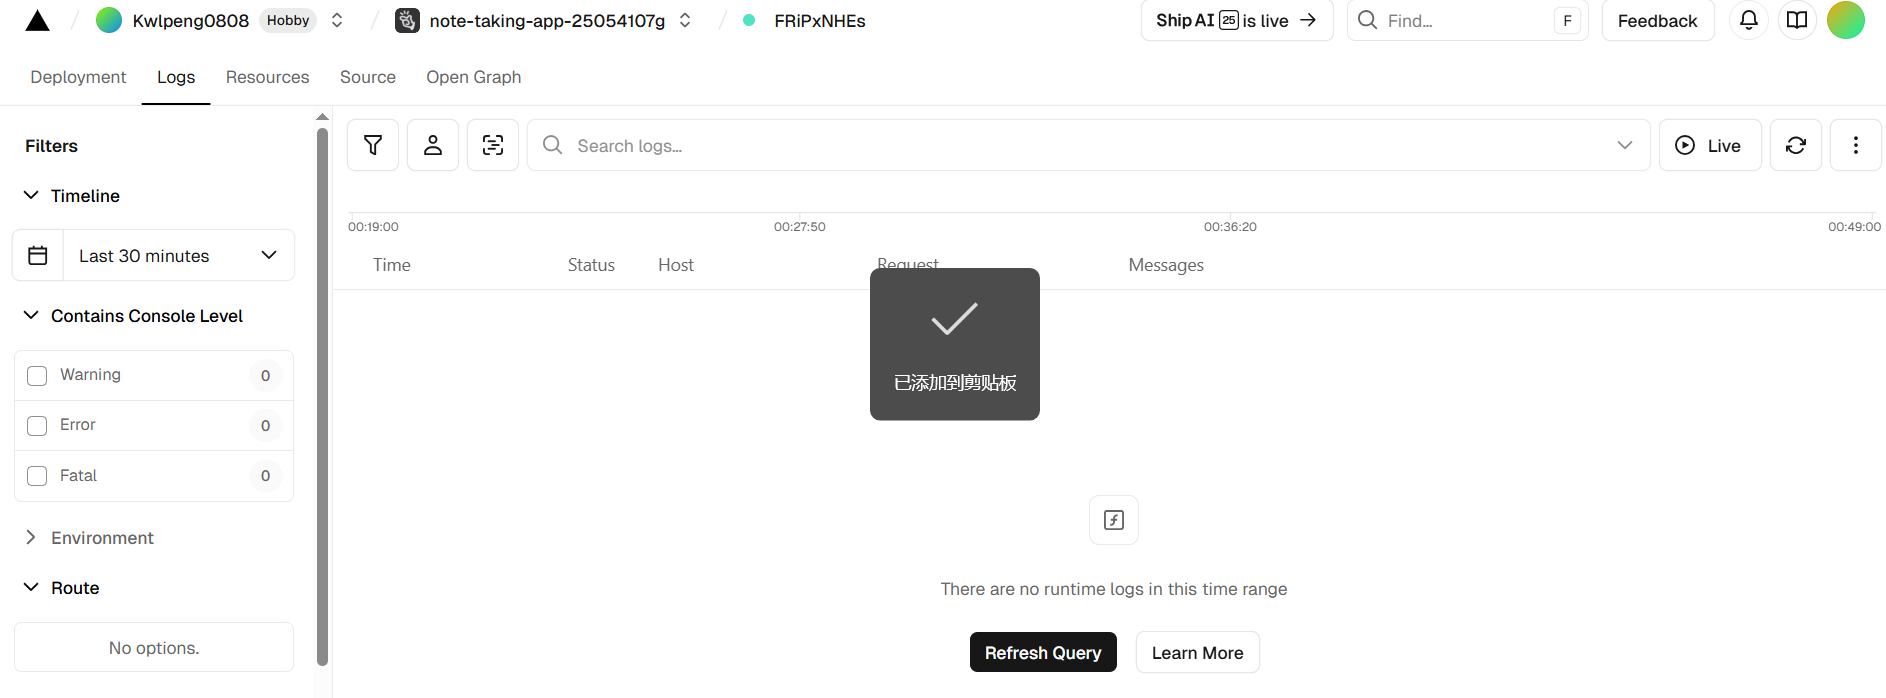 Kwlpeng0808 Hobby note-taking-app-25054107g FRiPxNHEs Ship AI 25 is live → Find... F Feedback
Deployment Logs Resources Source Open Graph
Filters
Timeline
Last 30 minutes
Contains Console Level
Warning 0
Error 0
Fatal 0
Environment
Route
No options.
Search logs...
Live
00:19:00 00:27:50 00:36:20 00:49:00
Time Status Host Request Messages
已添加到剪贴板
There are no runtime logs in this time range
Refresh Query Learn More